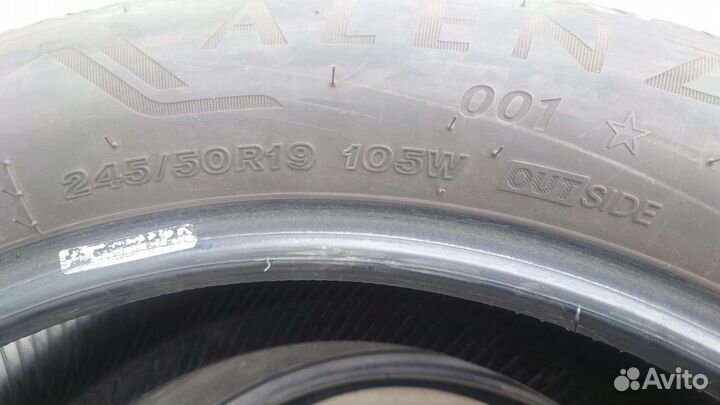 ALENZ
001 ☆
245/50R19 105W OUTSIDE
Avito